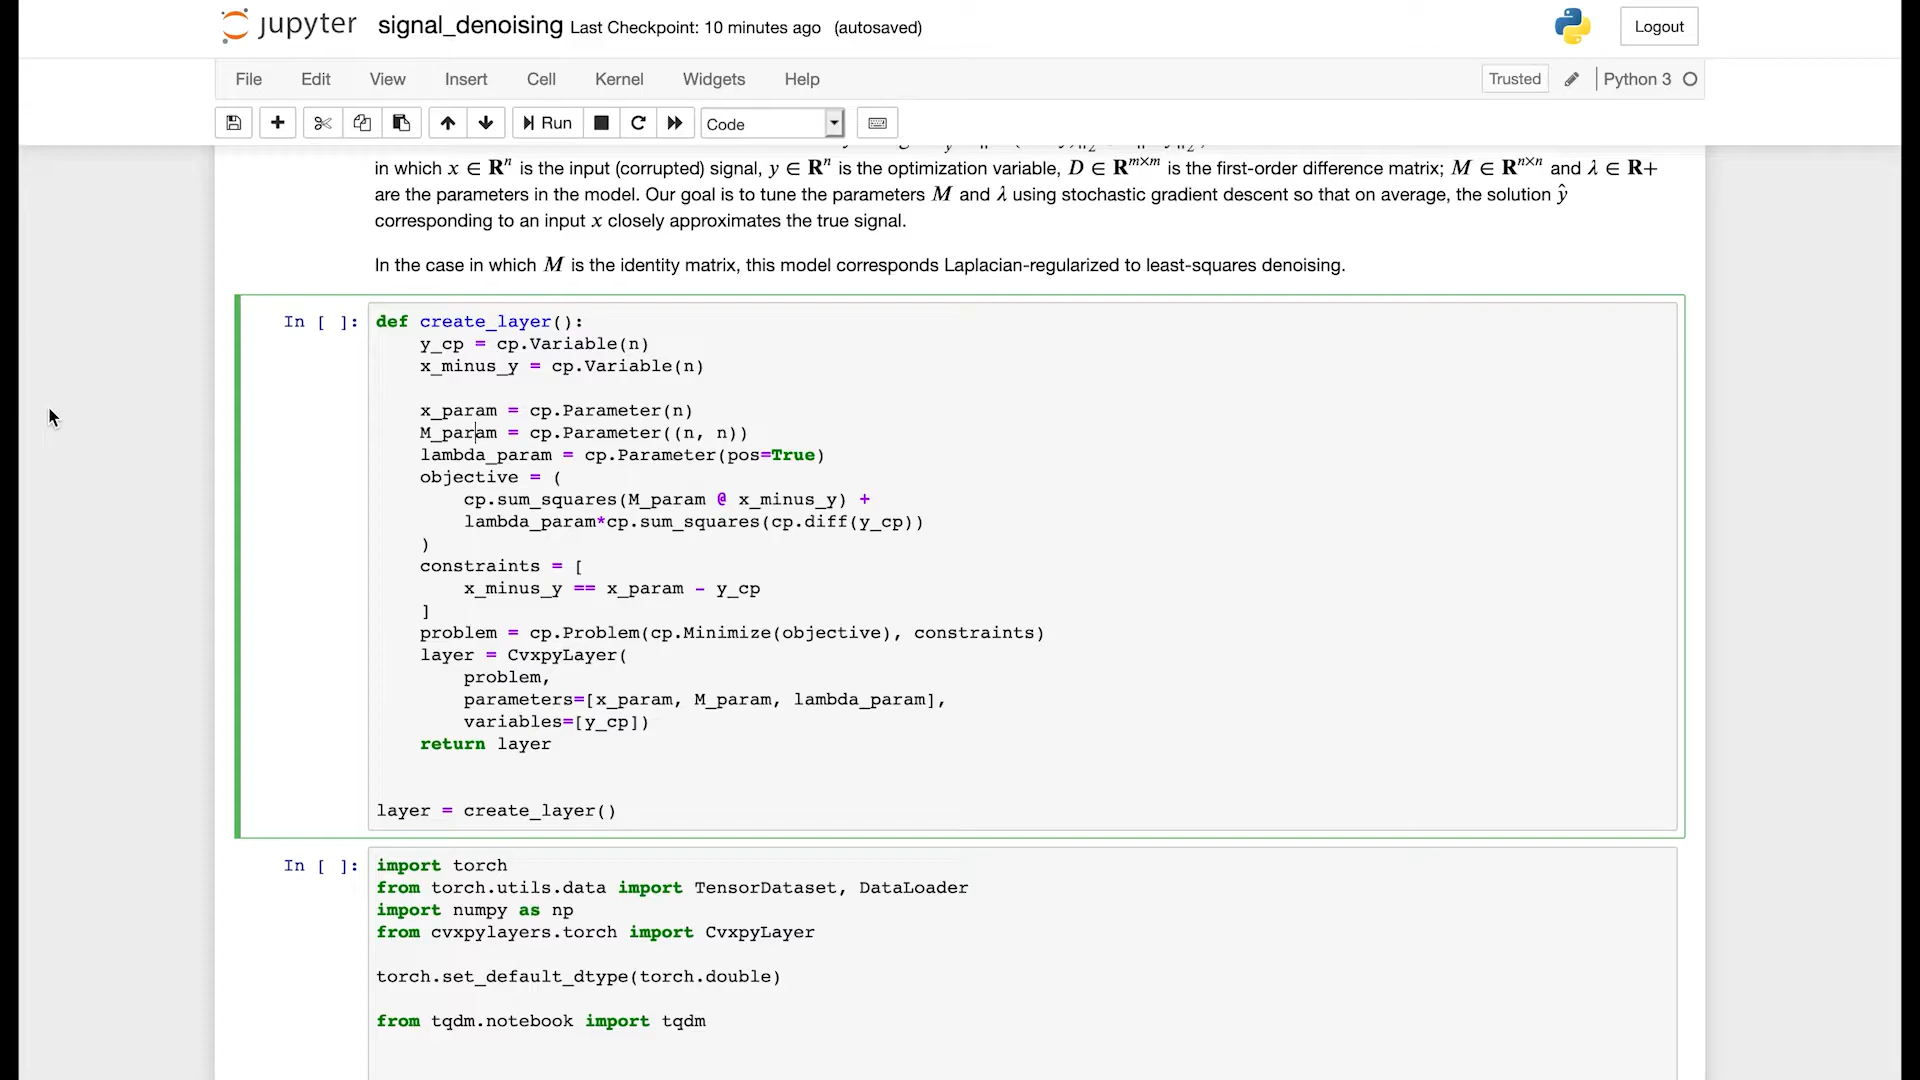 jupyter signal_denoising Last Checkpoint: 10 minutes ago (autosaved) Logout
File Edit View Insert Cell Kernel Widgets Help Trusted Python 3
Run Code
in which x ∈ Rⁿ is the input (corrupted) signal, y ∈ Rⁿ is the optimization variable, D ∈ Rᵐ×ᵐ is the first-order difference matrix; M ∈ Rⁿ×ⁿ and λ ∈ R+
are the parameters in the model. Our goal is to tune the parameters M and λ using stochastic gradient descent so that on average, the solution ŷ
corresponding to an input x closely approximates the true signal.
In the case in which M is the identity matrix, this model corresponds Laplacian-regularized to least-squares denoising.
In [ ]: def create_layer():
    y_cp = cp.Variable(n)
    x_minus_y = cp.Variable(n)
    x_param = cp.Parameter(n)
    M_param = cp.Parameter((n, n))
    lambda_param = cp.Parameter(pos=True)
    objective = (
        cp.sum_squares(M_param @ x_minus_y) +
        lambda_param*cp.sum_squares(cp.diff(y_cp))
    )
    constraints = [
        x_minus_y == x_param - y_cp
    ]
    problem = cp.Problem(cp.Minimize(objective), constraints)
    layer = CvxpyLayer(
        problem,
        parameters=[x_param, M_param, lambda_param],
        variables=[y_cp])
    return layer
layer = create_layer()
In [ ]: import torch
from torch.utils.data import TensorDataset, DataLoader
import numpy as np
from cvxpylayers.torch import CvxpyLayer
torch.set_default_dtype(torch.double)
from tqdm.notebook import tqdm